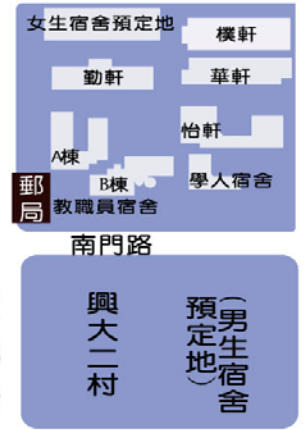 女生宿舍預定地
樸軒
勤軒
華軒
怡軒
A棟
B棟
學人宿舍
郵局
教職員宿舍
南門路
興大二村
(男生宿舍
預定地)